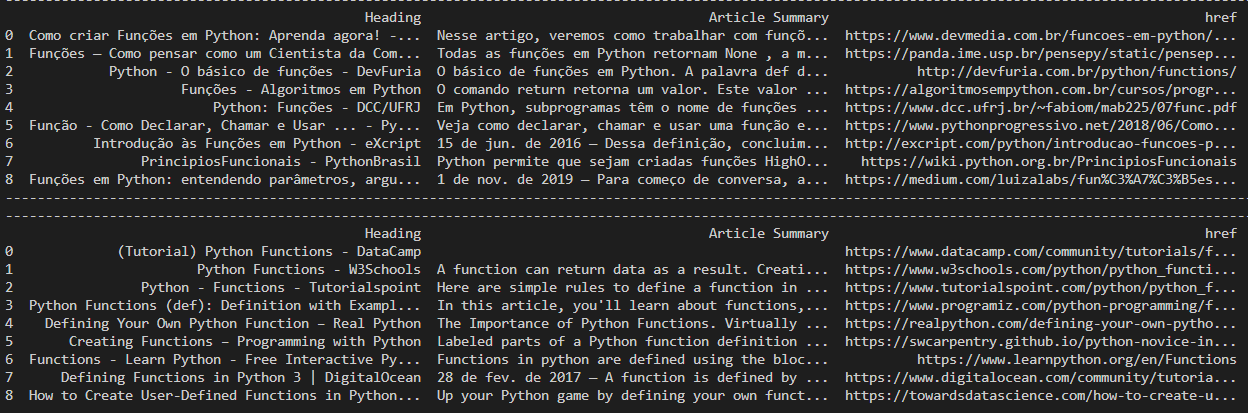 Heading Article Summary href
0 Como criar Funções em Python: Aprenda agora! -... Nesse artigo, veremos como trabalhar com funçõ... https://www.devmedia.com.br/funcoes-em-python/...
1 Funções — Como pensar como um Cientista da Com... Todas as funções em Python retornam None , a m... https://panda.ime.usp.br/pensepy/static/pensep...
2 Python - O básico de funções - DevFuria O básico de funções em Python. A palavra def d... http://devfuria.com.br/python/functions/
3 Funções - Algoritmos em Python O comando return retorna um valor. Este valor ... https://algoritmosempython.com.br/cursos/progr...
4 Python: Funções - DCC/UFRJ Em Python, subprogramas têm o nome de funções ... https://www.dcc.ufrj.br/~fabiom/mab225/07func.pdf
5 Função - Como Declarar, Chamar e Usar ... - Py... Veja como declarar, chamar e usar uma função e... https://www.pythonprogressivo.net/2018/06/Como...
6 Introdução às Funções em Python - eXcript 15 de jun. de 2016 — Dessa definição, concluim... http://excript.com/python/introducao-funcoes-p...
7 PrincipiosFuncionais - PythonBrasil Python permite que sejam criadas funções HighO... https://wiki.python.org.br/PrincipiosFuncionais
8 Funções em Python: entendendo parâmetros, argu... 1 de nov. de 2019 — Para começo de conversa, a... https://medium.com/luizalabs/fun%C3%A7%C3%B5es...
Heading Article Summary href
0 (Tutorial) Python Functions - DataCamp https://www.datacamp.com/community/tutorials/f...
1 Python Functions - W3Schools A function can return data as a result. Creati... https://www.w3schools.com/python/python_functi...
2 Python - Functions - Tutorialspoint Here are simple rules to define a function in ... https://www.tutorialspoint.com/python/python_f...
3 Python Functions (def): Definition with Exampl... In this article, you'll learn about functions,... https://www.programiz.com/python-programming/f...
4 Defining Your Own Python Function – Real Python The Importance of Python Functions. Virtually ... https://realpython.com/defining-your-own-pytho...
5 Creating Functions – Programming with Python Labeled parts of a Python function definition ... https://swcarpentry.github.io/python-novice-in...
6 Functions - Learn Python - Free Interactive Py... Functions in python are defined using the bloc... https://www.learnpython.org/en/Functions
7 Defining Functions in Python 3 | DigitalOcean 28 de fev. de 2017 — A function is defined by ... https://www.digitalocean.com/community/tutoria...
8 How to Create User-Defined Functions in Python... Up your Python game by defining your own funct... https://towardsdatascience.com/how-to-create-u...